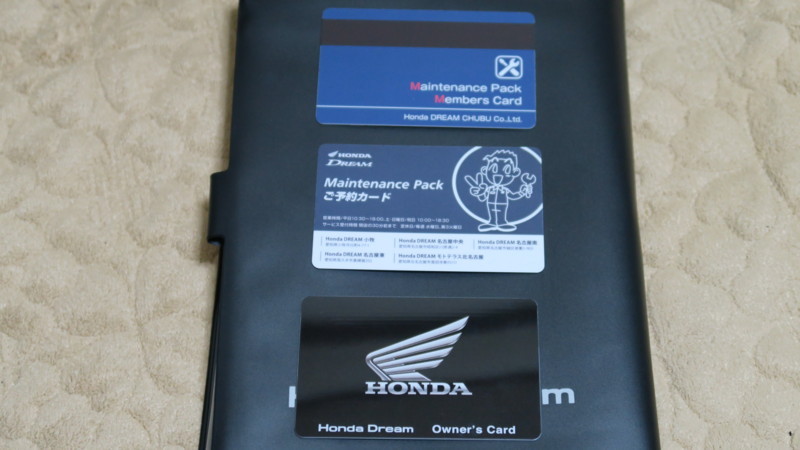 Maintenance Pack
Members Card
Honda DREAM CHUBU Co.,Ltd.
HONDA
DREAM
Maintenance Pack
ご予約カード
Honda DREAM 小牧
Honda DREAM 名古屋中央
Honda DREAM 名古屋南
Honda DREAM 名古屋東
Honda DREAM モトテラス北名古屋
HONDA
m
Honda Dream Owner's Card